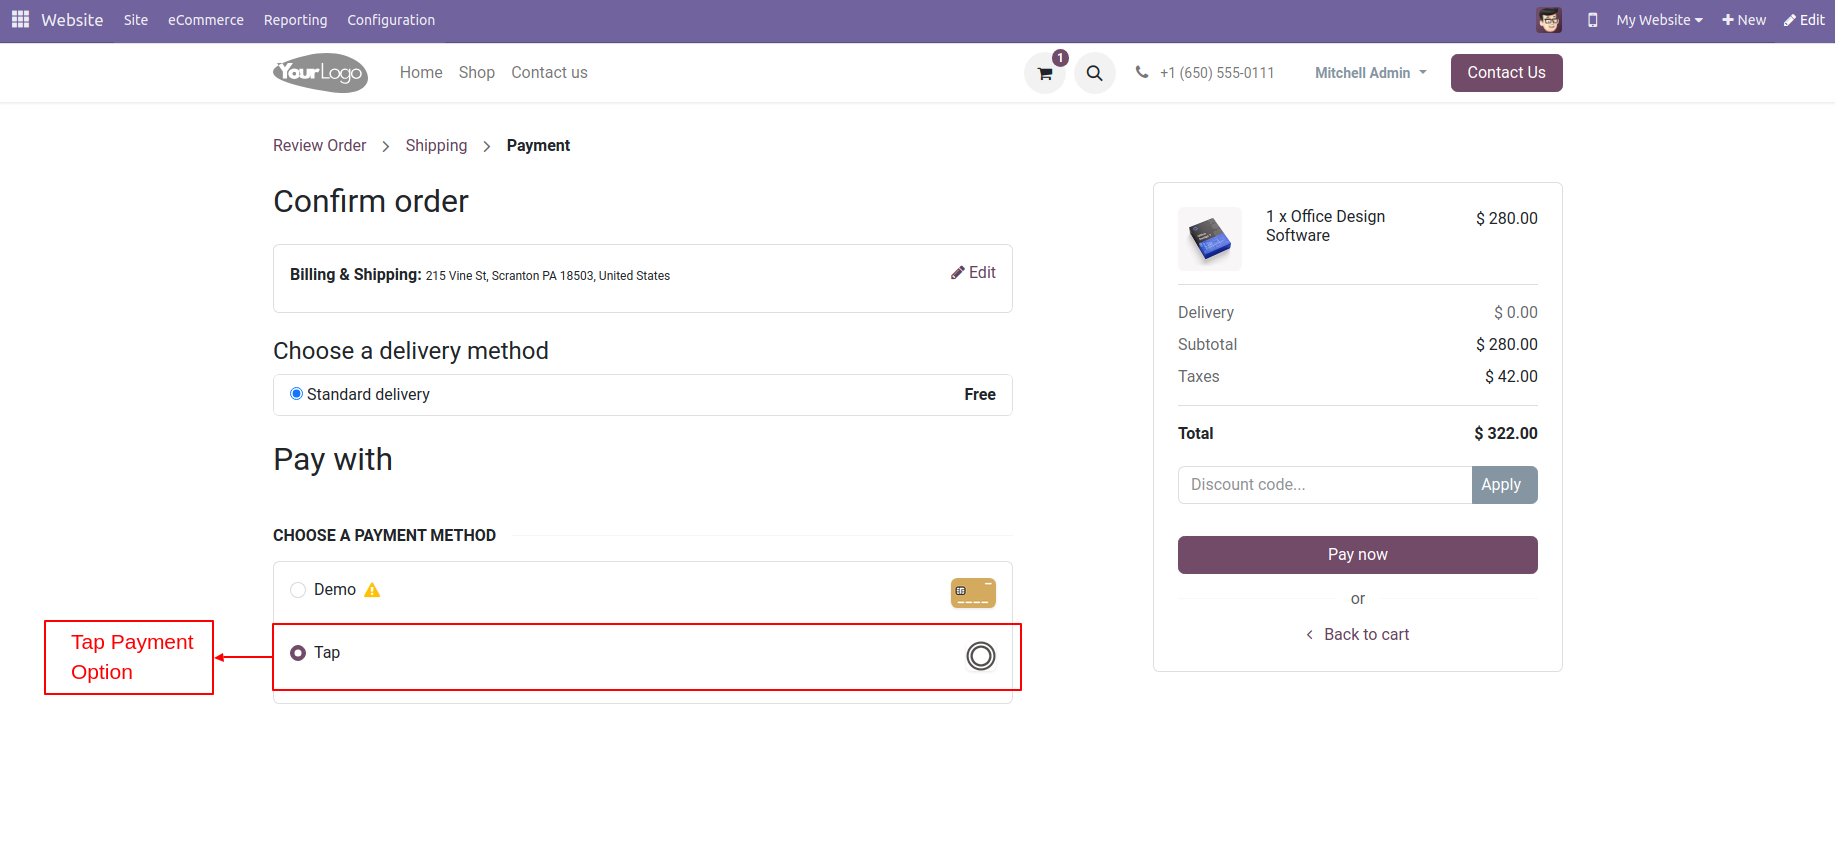 Website Site eCommerce Reporting Configuration My Website New Edit
YourLogo Home Shop Contact us 1 +1 (650) 555-0111 Mitchell Admin Contact Us
Review Order Shipping Payment
Confirm order
Billing & Shipping: 215 Vine St, Scranton PA 18503, United States Edit
Choose a delivery method
Standard delivery Free
Pay with
CHOOSE A PAYMENT METHOD
Demo
Tap
Tap Payment
Option
1 x Office Design $ 280.00
Software
Delivery $ 0.00
Subtotal $ 280.00
Taxes $ 42.00
Total $ 322.00
Discount code... Apply
Pay now
or
Back to cart